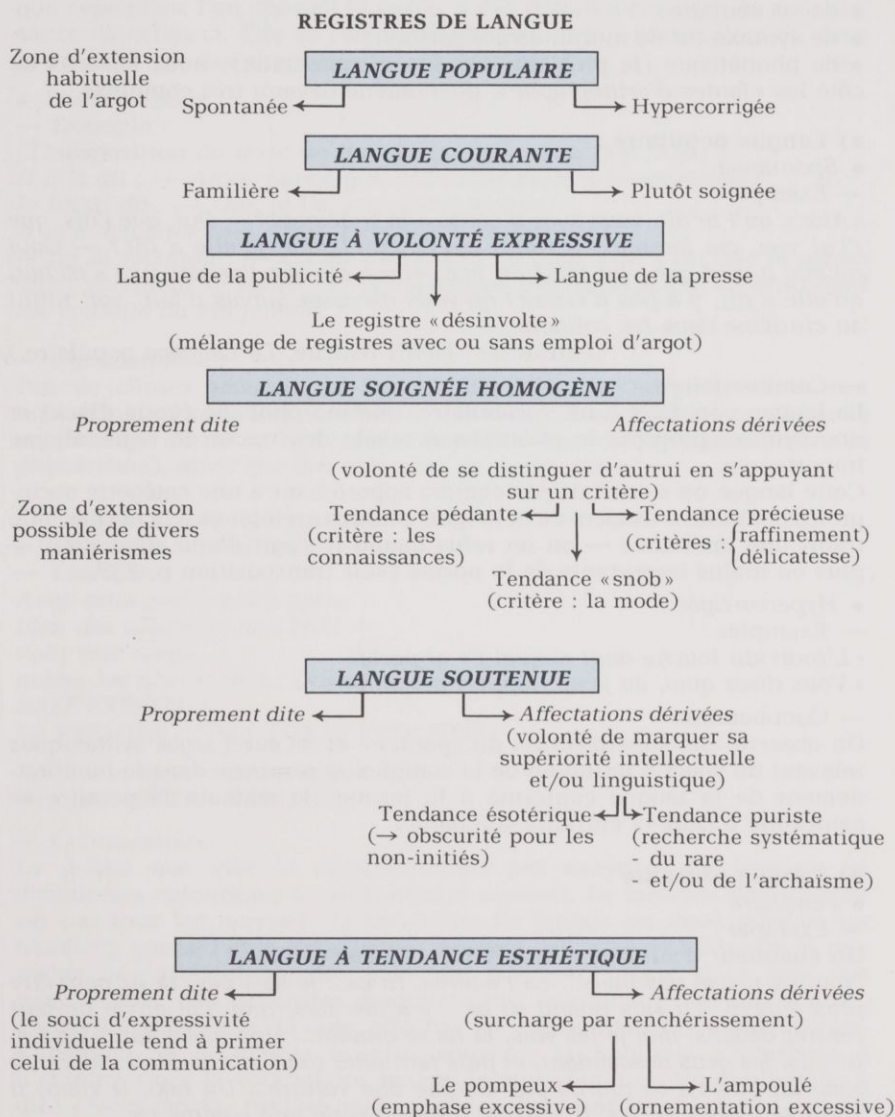 REGISTRES DE LANGUE
Zone d'extension
habituelle
de l'argot
LANGUE POPULAIRE
Spontanée
Hypercorrigée
LANGUE COURANTE
Familière
Plutôt soignée
LANGUE À VOLONTÉ EXPRESSIVE
Langue de la publicité
Langue de la presse
Le registre «désinvolte»
(mélange de registres avec ou sans emploi d'argot)
LANGUE SOIGNÉE HOMOGÈNE
Proprement dite
Affectations dérivées
(volonté de se distinguer d'autrui en s'appuyant
sur un critère)
Zone d'extension
possible de divers
maniérismes
Tendance pédante
(critère : les
connaissances)
Tendance précieuse
(critères : {raffinement)
délicatesse)
Tendance «snob»
(critère : la mode)
LANGUE SOUTENUE
Proprement dite
Affectations dérivées
(volonté de marquer sa
supériorité intellectuelle
et/ou linguistique)
Tendance ésotérique
(→ obscurité pour les
non-initiés)
Tendance puriste
(recherche systématique
- du rare
- et/ou de l'archaïsme)
LANGUE À TENDANCE ESTHÉTIQUE
Proprement dite
(le souci d'expressivité
individuelle tend à primer
celui de la communication)
Affectations dérivées
(surcharge par renchérissement)
Le pompeux
(emphase excessive)
L'ampoulé
(ornementation excessive)